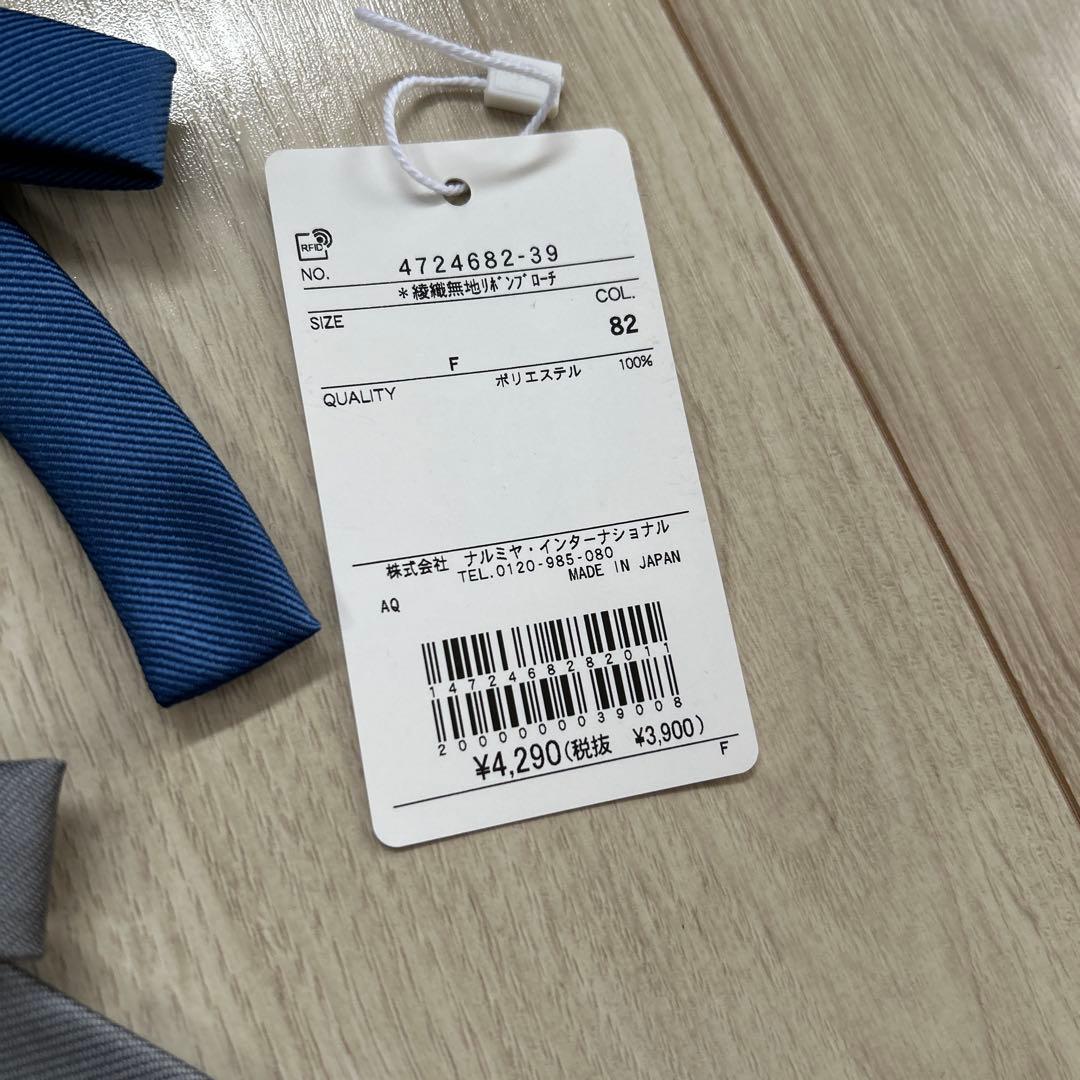 RFID
NO. 4724682-39
*綾織無地ﾘﾎﾞﾝﾌﾞﾛｰﾁ
SIZE COL.
F 82
QUALITY ポリエステル 100%
株式会社 ナルミヤ・インターナショナル
TEL.0120-985-080
MADE IN JAPAN
AQ
1472468282011
2000000039008
¥4,290(税抜 ¥3,900)
F